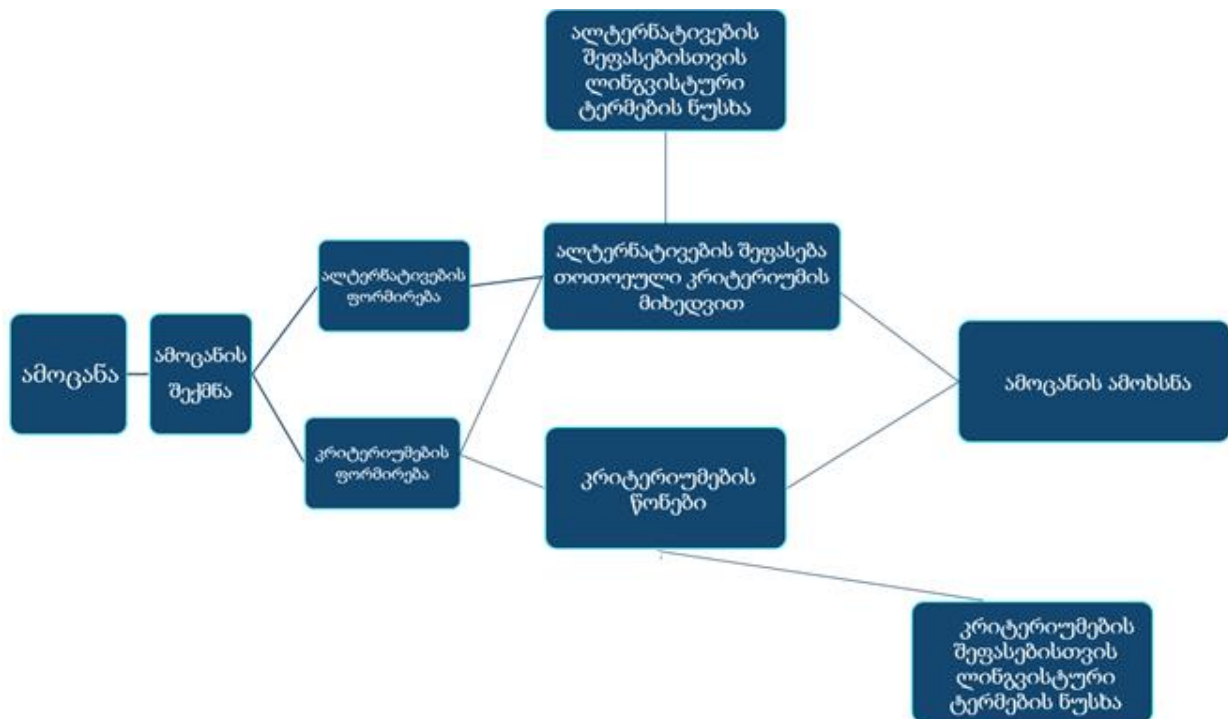 ალტერნატივების
შეფასებისთვის
ლინგვისტური
ტერმების ნუსხა
ალტერნატივების
ფორმირება
ალტერნატივების შეფასება
თოთოეული კრიტერიუმის
მიხედვით
ამოცანა
ამოცანის
შექმნა
ამოცანის ამოხსნა
კრიტერიუმების
ფორმირება
კრიტერიუმების
წონები
კრიტერიუმების
შეფასებისთვის
ლინგვისტური
ტერმების ნუსხა